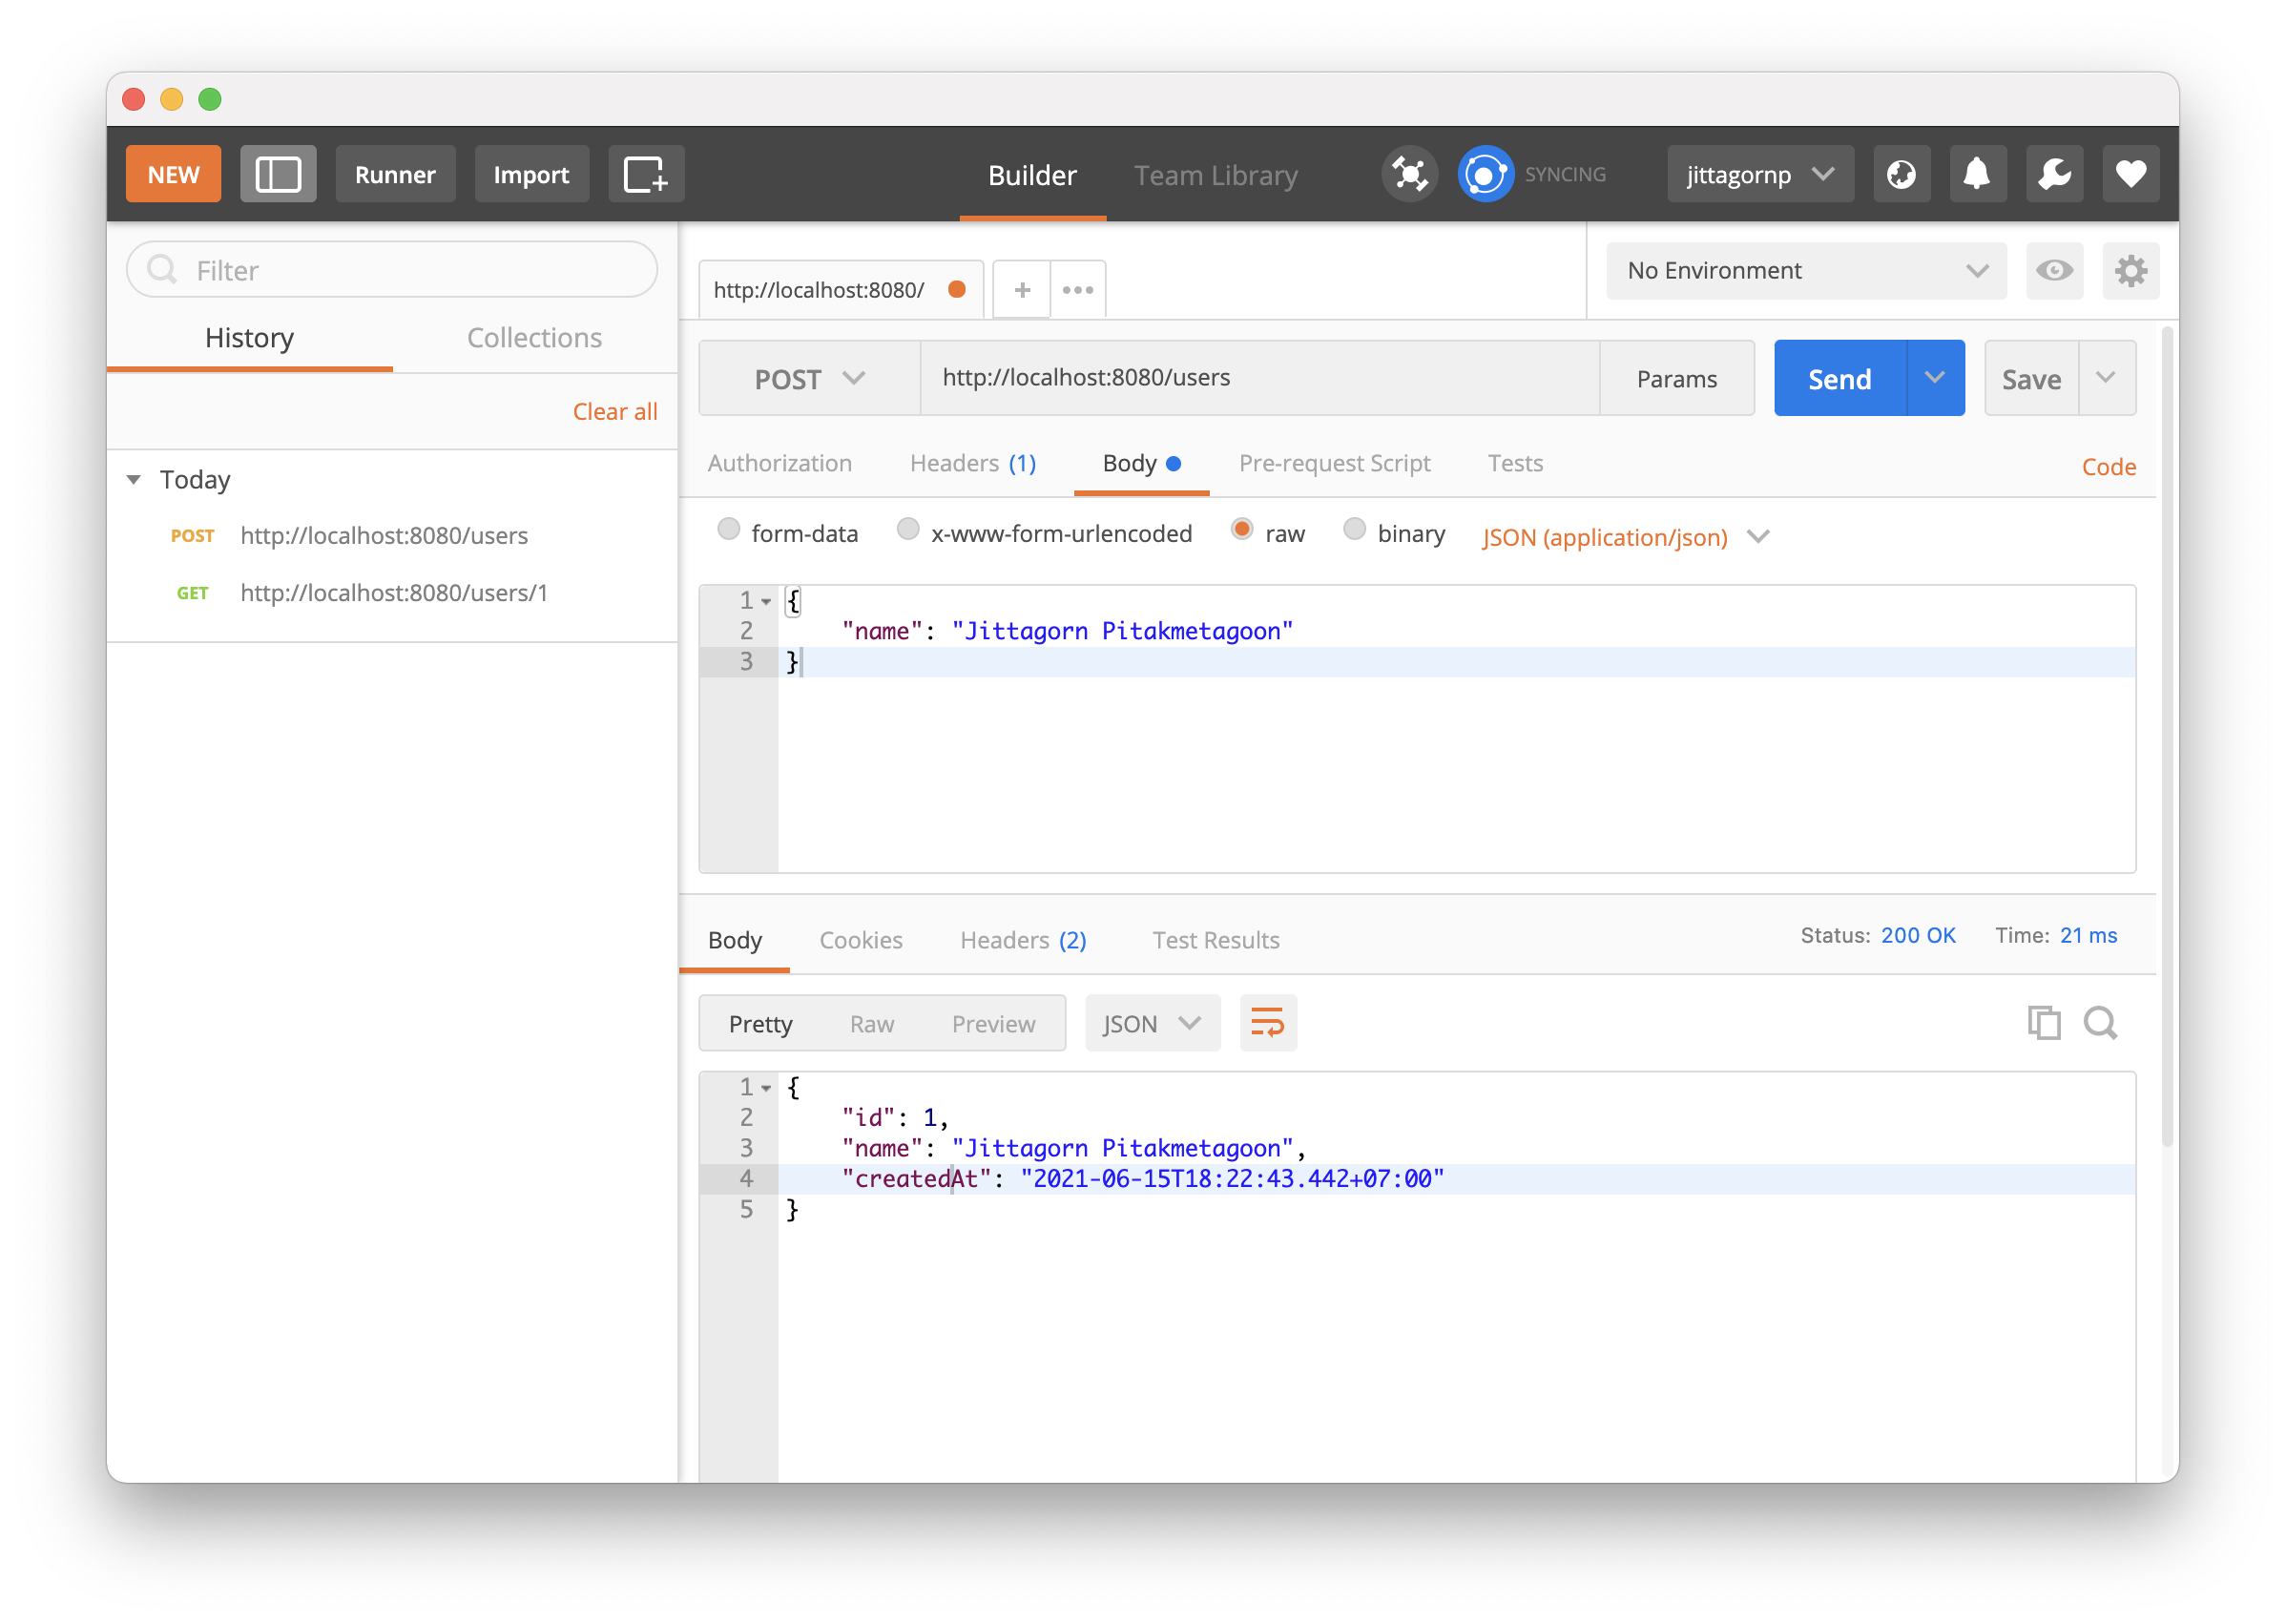 NEW Runner Import Builder Team Library SYNCING jittagornp
Filter
History Collections
Clear all
Today
POST http://localhost:8080/users
GET http://localhost:8080/users/1
http://localhost:8080/ + No Environment
POST http://localhost:8080/users Params Send Save
Authorization Headers (1) Body Pre-request Script Tests Code
form-data x-www-form-urlencoded raw binary JSON (application/json)
1 {
2 "name": "Jittagorn Pitakmetagoon"
3 }
Body Cookies Headers (2) Test Results Status: 200 OK Time: 21 ms
Pretty Raw Preview JSON
1 {
2 "id": 1,
3 "name": "Jittagorn Pitakmetagoon",
4 "createdAt": "2021-06-15T18:22:43.442+07:00"
5 }